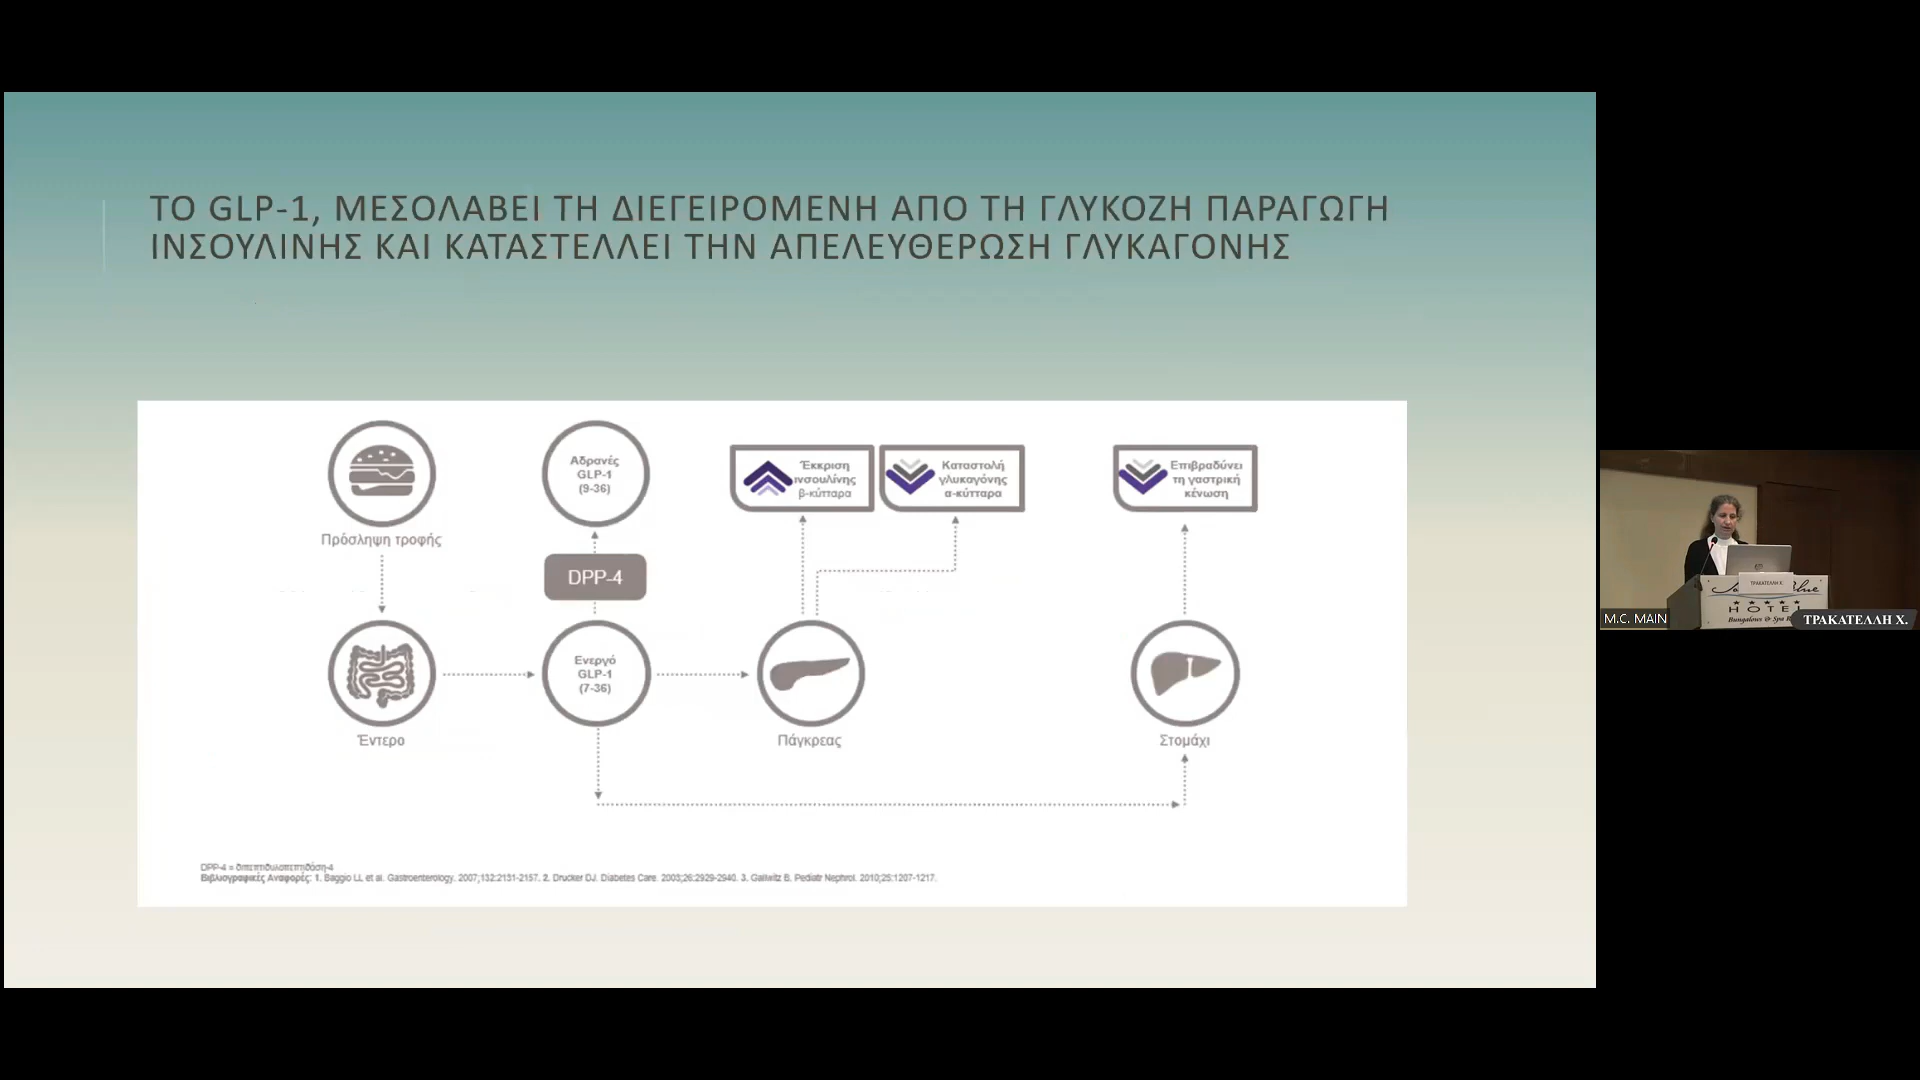 ΤΟ GLP-1, ΜΕΣΟΛΑΒΕΙ ΤΗ ΔΙΕΓΕΙΡΟΜΕΝΗ ΑΠΟ ΤΗ ΓΛΥΚΟΖΗ ΠΑΡΑΓΩΓΗ
ΙΝΣΟΥΛΙΝΗΣ ΚΑΙ ΚΑΤΑΣΤΕΛΛΕΙ ΤΗΝ ΑΠΕΛΕΥΘΕΡΩΣΗ ΓΛΥΚΑΓΟΝΗΣ
Πρόσληψη τροφής
Αδρανές
GLP-1
(9-36)
Έκκριση
ινσουλίνης
β-κύτταρα
Καταστολή
γλυκαγόνης
α-κύτταρα
Επιβραδύνει
τη γαστρική
κένωση
DPP-4
Έντερο
Ενεργό
GLP-1
(7-36)
Πάγκρεας
Στομάχι
DPP-4 = διπεπτιδυλοπεπτιδάση-4
Βιβλιογραφικές Αναφορές: 1. Baggio LL et al. Gastroenterology. 2007;132:2131-2157. 2. Drucker DJ. Diabetes Care. 2003;26:2929-2940. 3. Gallwitz B. Pediatr Nephrol. 2010;25:1207-1217.
ΤΡΑΚΑΤΕΛΛΗ Χ.
HOTEL
Bungalows & Spa
M.C. MAIN
ΤΡΑΚΑΤΕΛΛΗ Χ.